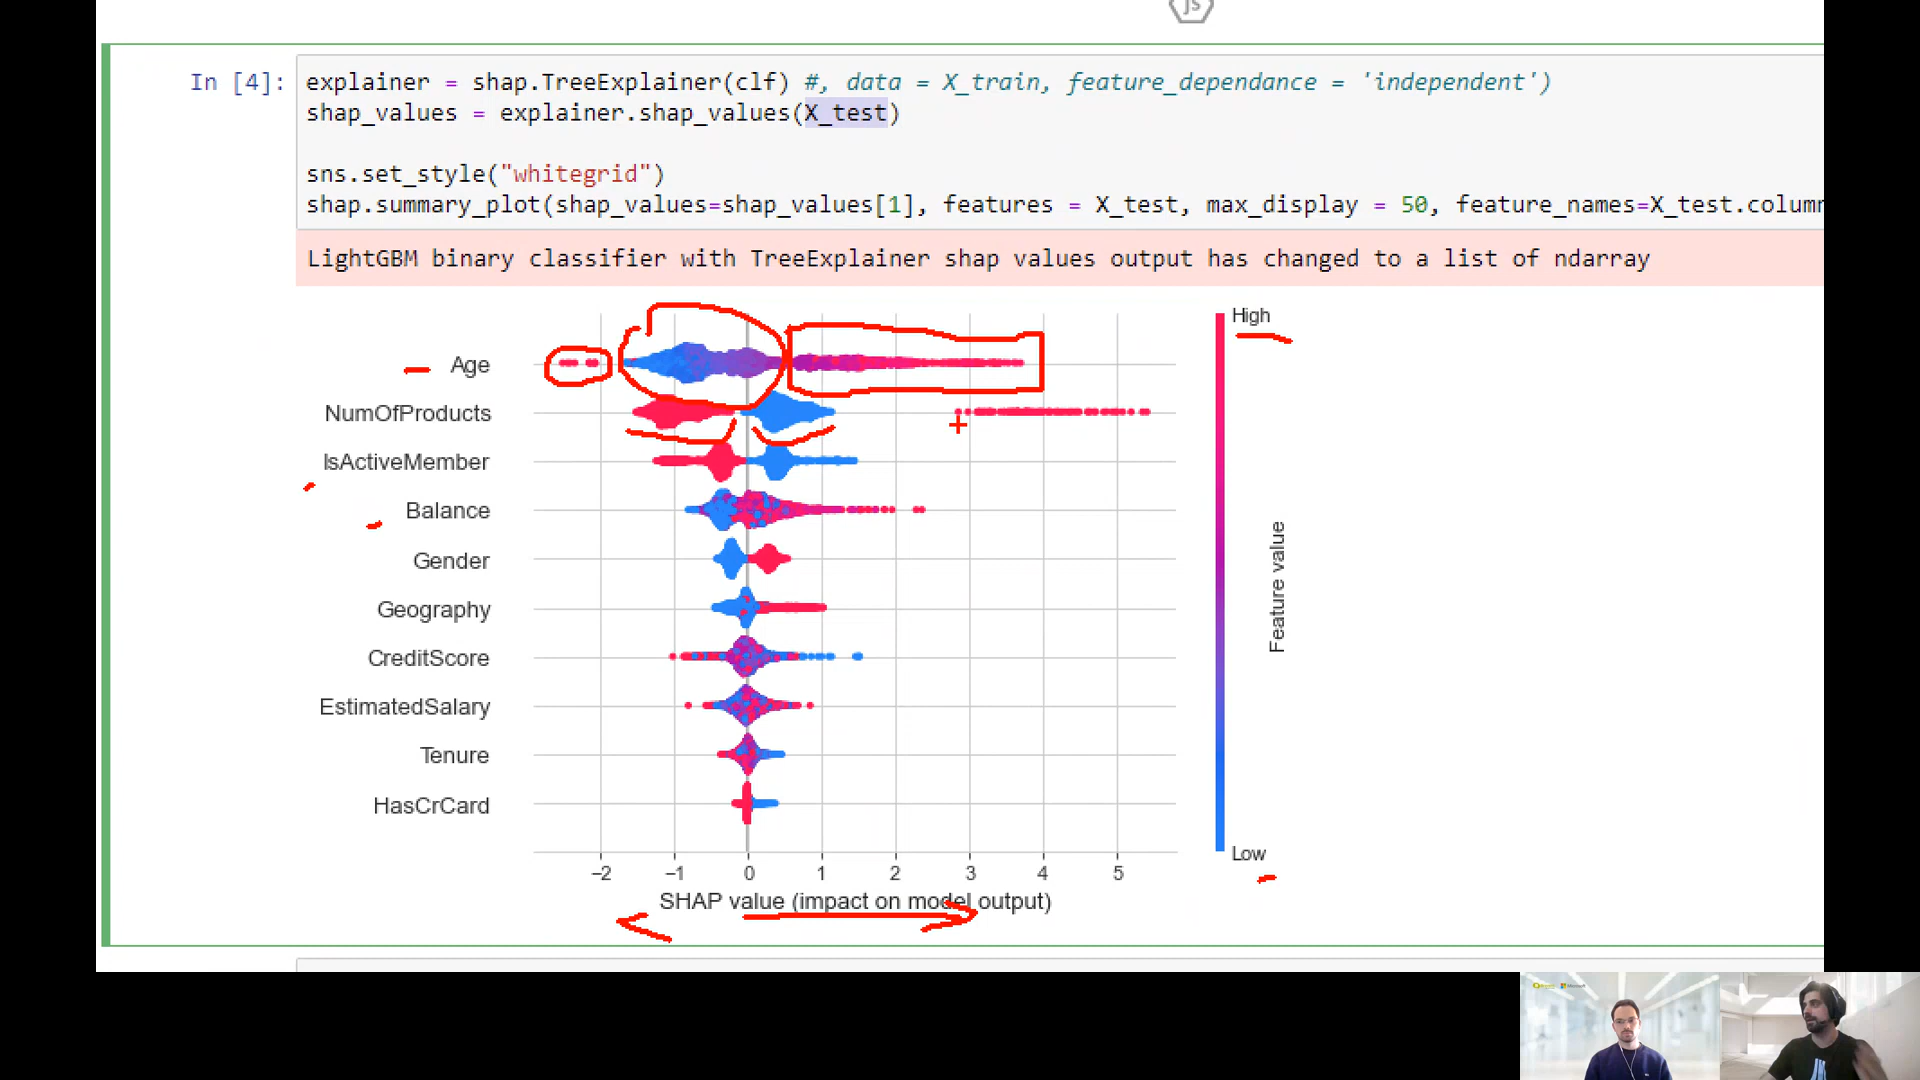 JS
In [4]: explainer = shap.TreeExplainer(clf) #, data = X_train, feature_dependance = 'independent')
shap_values = explainer.shap_values(X_test)
sns.set_style("whitegrid")
shap.summary_plot(shap_values=shap_values[1], features = X_test, max_display = 50, feature_names=X_test.column
LightGBM binary classifier with TreeExplainer shap values output has changed to a list of ndarray
High
Age
NumOfProducts
IsActiveMember
Balance
Gender
Geography
CreditScore
EstimatedSalary
Tenure
HasCrCard
Feature value
Low
−2 −1 0 1 2 3 4 5
SHAP value (impact on model output)
Microsoft